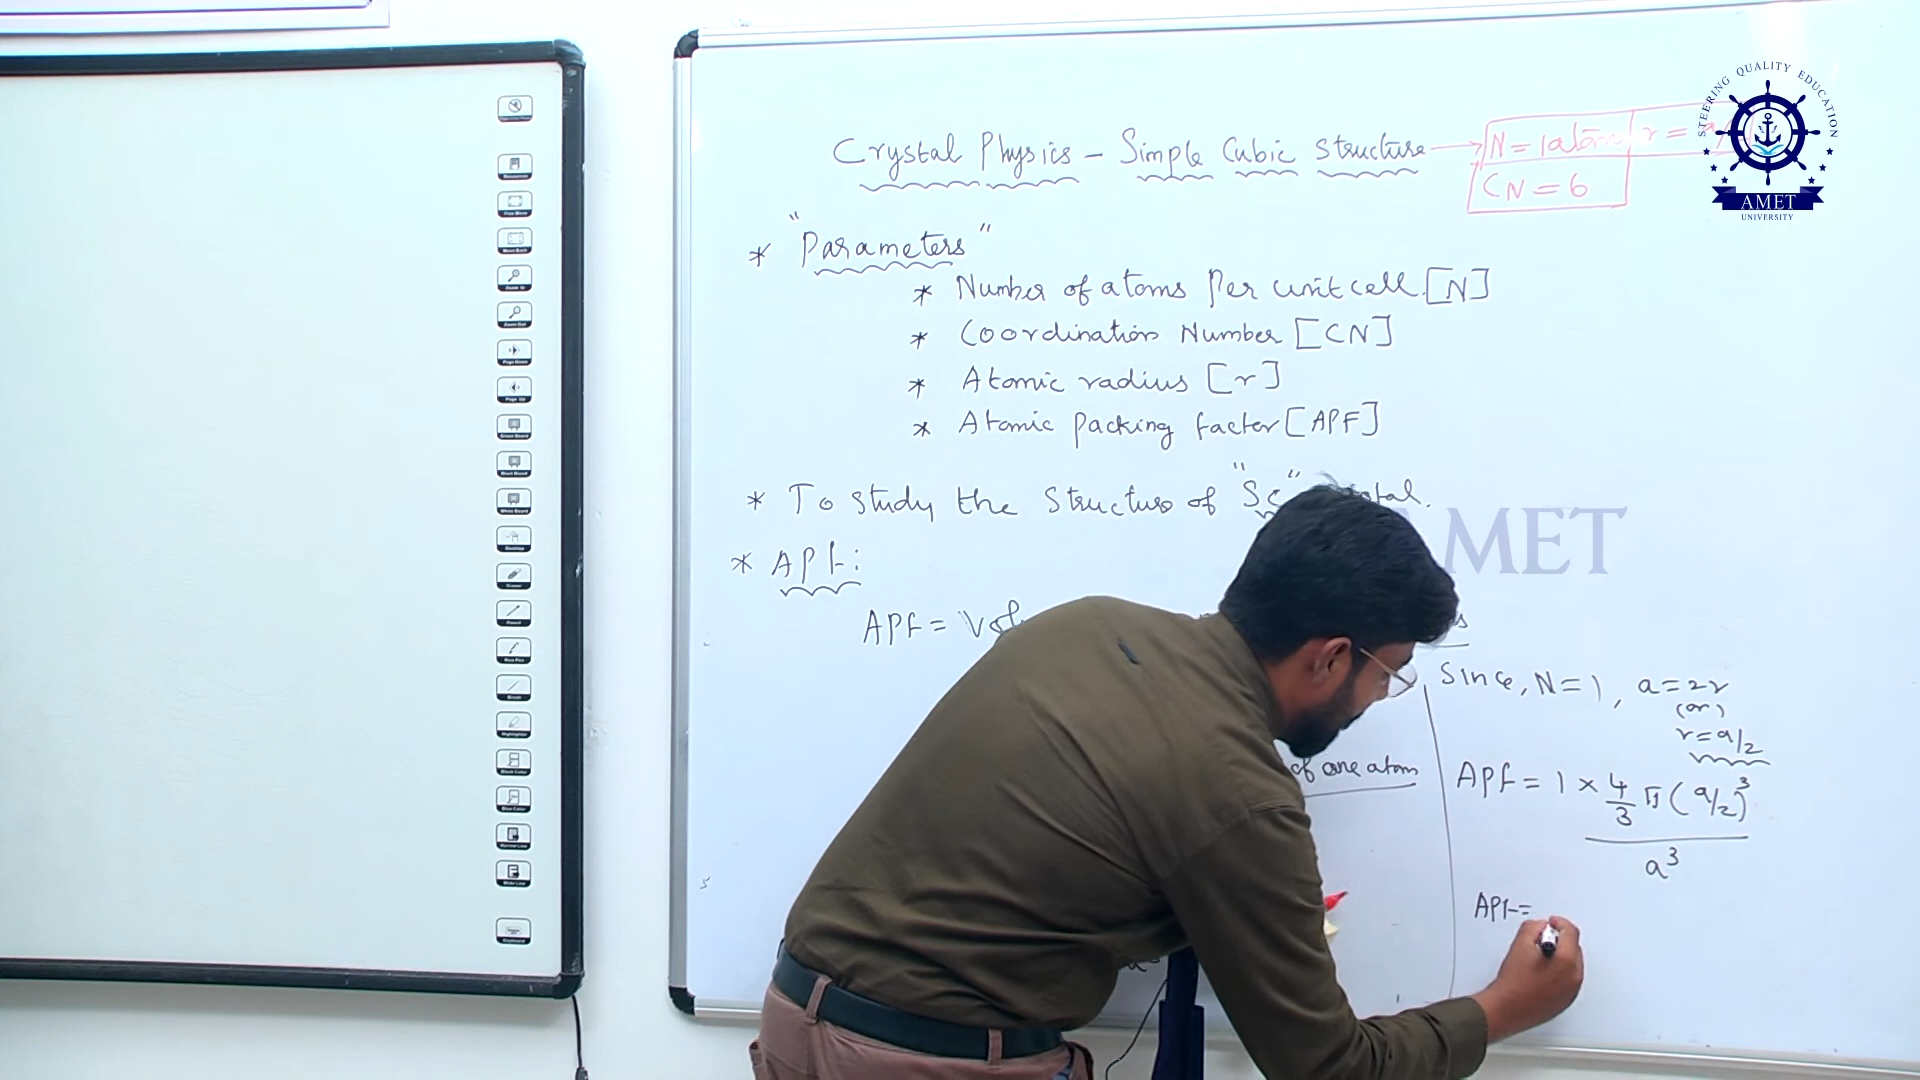 STEERING QUALITY EDUCATION
AMET
UNIVERSITY
Crystal Physics - Simple Cubic Structure → N = 1 atom r =
CN = 6
* "Parameters"
* Number of atoms Per unit cell [N]
* Coordination Number [CN]
* Atomic radius [r]
* Atomic packing factor [APF]
* To study the Structure of "Sc"
AMET
* APF:
APF = Vol
Since, N = 1, a = 2r
(or)
r = a/2
of one atom
APF = 1 × 4/3 π (a/2)³
a³
APF =